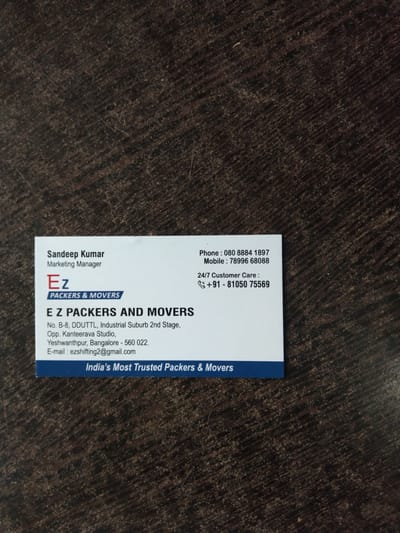 Sandeep Kumar
Marketing Manager
Phone : 080 8884 1897
Mobile : 78996 68088
24/7 Customer Care :
+91 - 81050 75569
Ez
PACKERS & MOVERS
E Z PACKERS AND MOVERS
No. B-8, DDUTTL, Industrial Suburb 2nd Stage,
Opp. Kanteerava Studio,
Yeshwanthpur, Bangalore - 560 022.
E-mail : ezshifting2@gmail.com
India's Most Trusted Packers & Movers